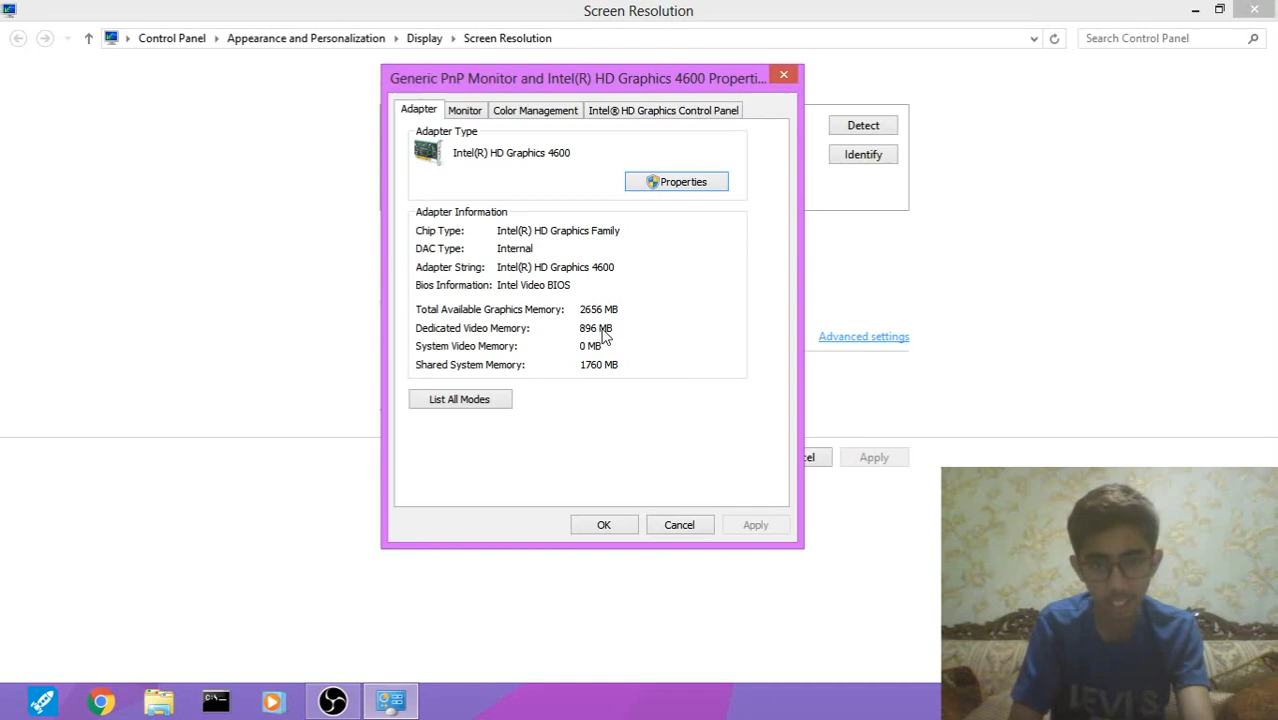 Screen Resolution
Control Panel Appearance and Personalization Display Screen Resolution
Search Control Panel
Generic PnP Monitor and Intel(R) HD Graphics 4600 Properti...
Adapter Monitor Color Management Intel® HD Graphics Control Panel
Detect
Adapter Type
Intel(R) HD Graphics 4600
Identify
Properties
Adapter Information
Chip Type: Intel(R) HD Graphics Family
DAC Type: Internal
Adapter String: Intel(R) HD Graphics 4600
Bios Information: Intel Video BIOS
Total Available Graphics Memory: 2656 MB
Dedicated Video Memory: 896 MB
System Video Memory: 0 MB
Shared System Memory: 1760 MB
Advanced settings
List All Modes
cel Apply
OK Cancel Apply
C:\
LEVI'S